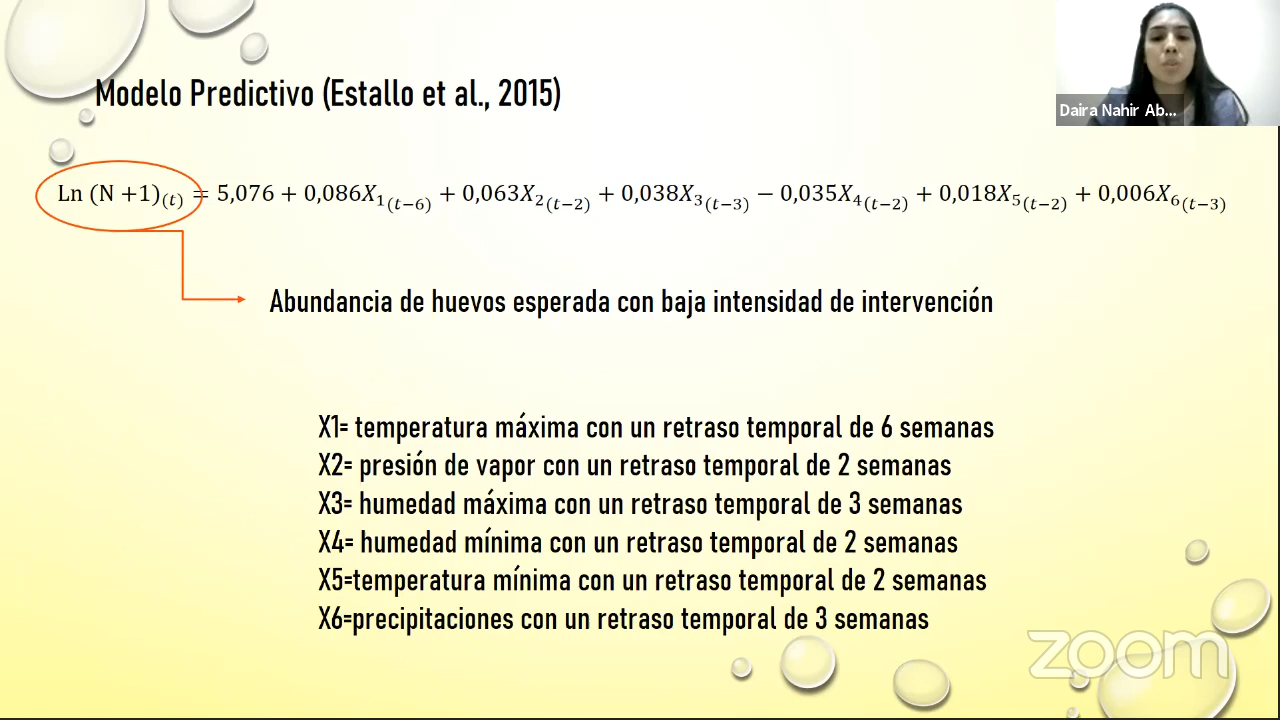 Modelo Predictivo (Estallo et al., 2015)
Daira Nahir Ab...
Ln (N +1)(t) = 5,076 + 0,086X1(t−6) + 0,063X2(t−2) + 0,038X3(t−3) − 0,035X4(t−2) + 0,018X5(t−2) + 0,006X6(t−3)
Abundancia de huevos esperada con baja intensidad de intervención
X1= temperatura máxima con un retraso temporal de 6 semanas
X2= presión de vapor con un retraso temporal de 2 semanas
X3= humedad máxima con un retraso temporal de 3 semanas
X4= humedad mínima con un retraso temporal de 2 semanas
X5=temperatura mínima con un retraso temporal de 2 semanas
X6=precipitaciones con un retraso temporal de 3 semanas
zoom